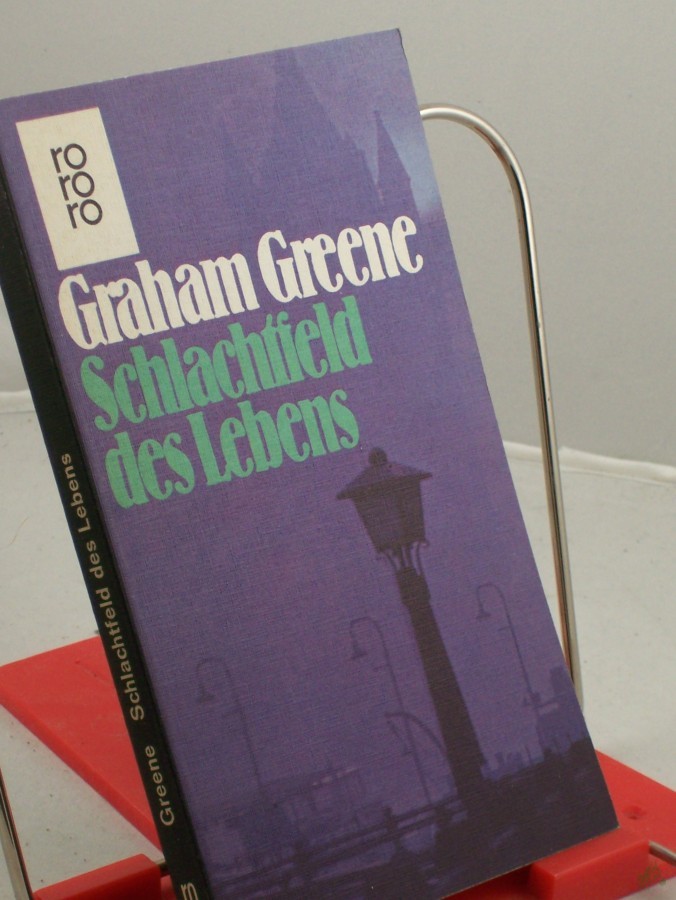 ro
ro
ro
Graham Greene
Schlachtfeld
des Lebens
Greene Schlachtfeld des Lebens